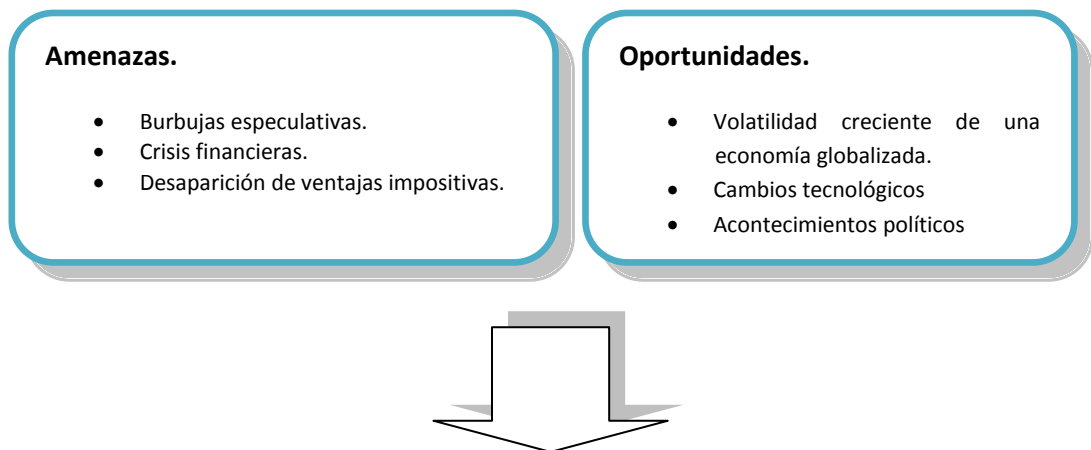 Amenazas.
• Burbujas especulativas.
• Crisis financieras.
• Desaparición de ventajas impositivas.
Oportunidades.
• Volatilidad creciente de una
economía globalizada.
• Cambios tecnológicos
• Acontecimientos políticos